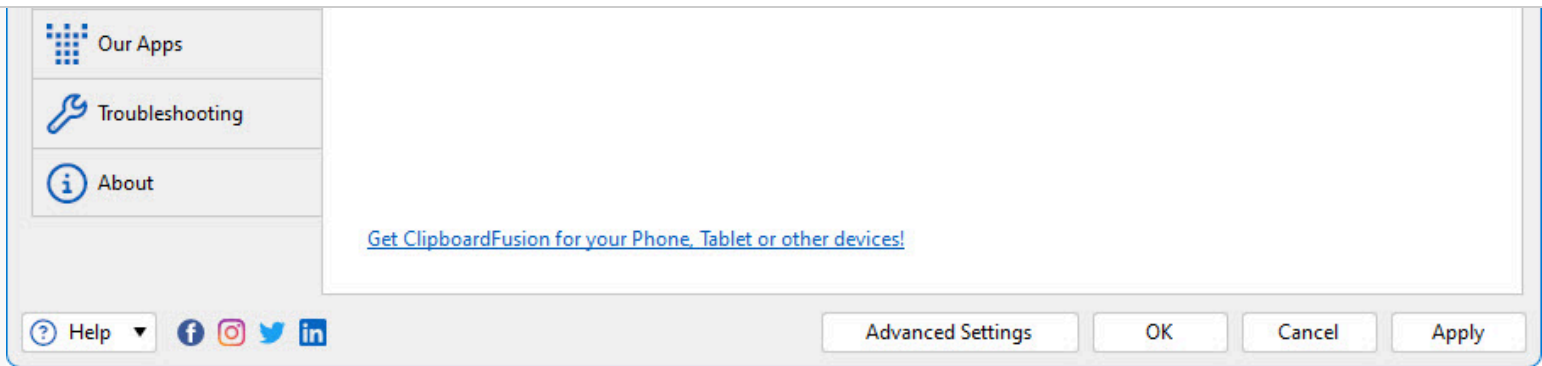 Our Apps
Troubleshooting
About
Get ClipboardFusion for your Phone, Tablet or other devices!
Help
Advanced Settings
OK
Cancel
Apply